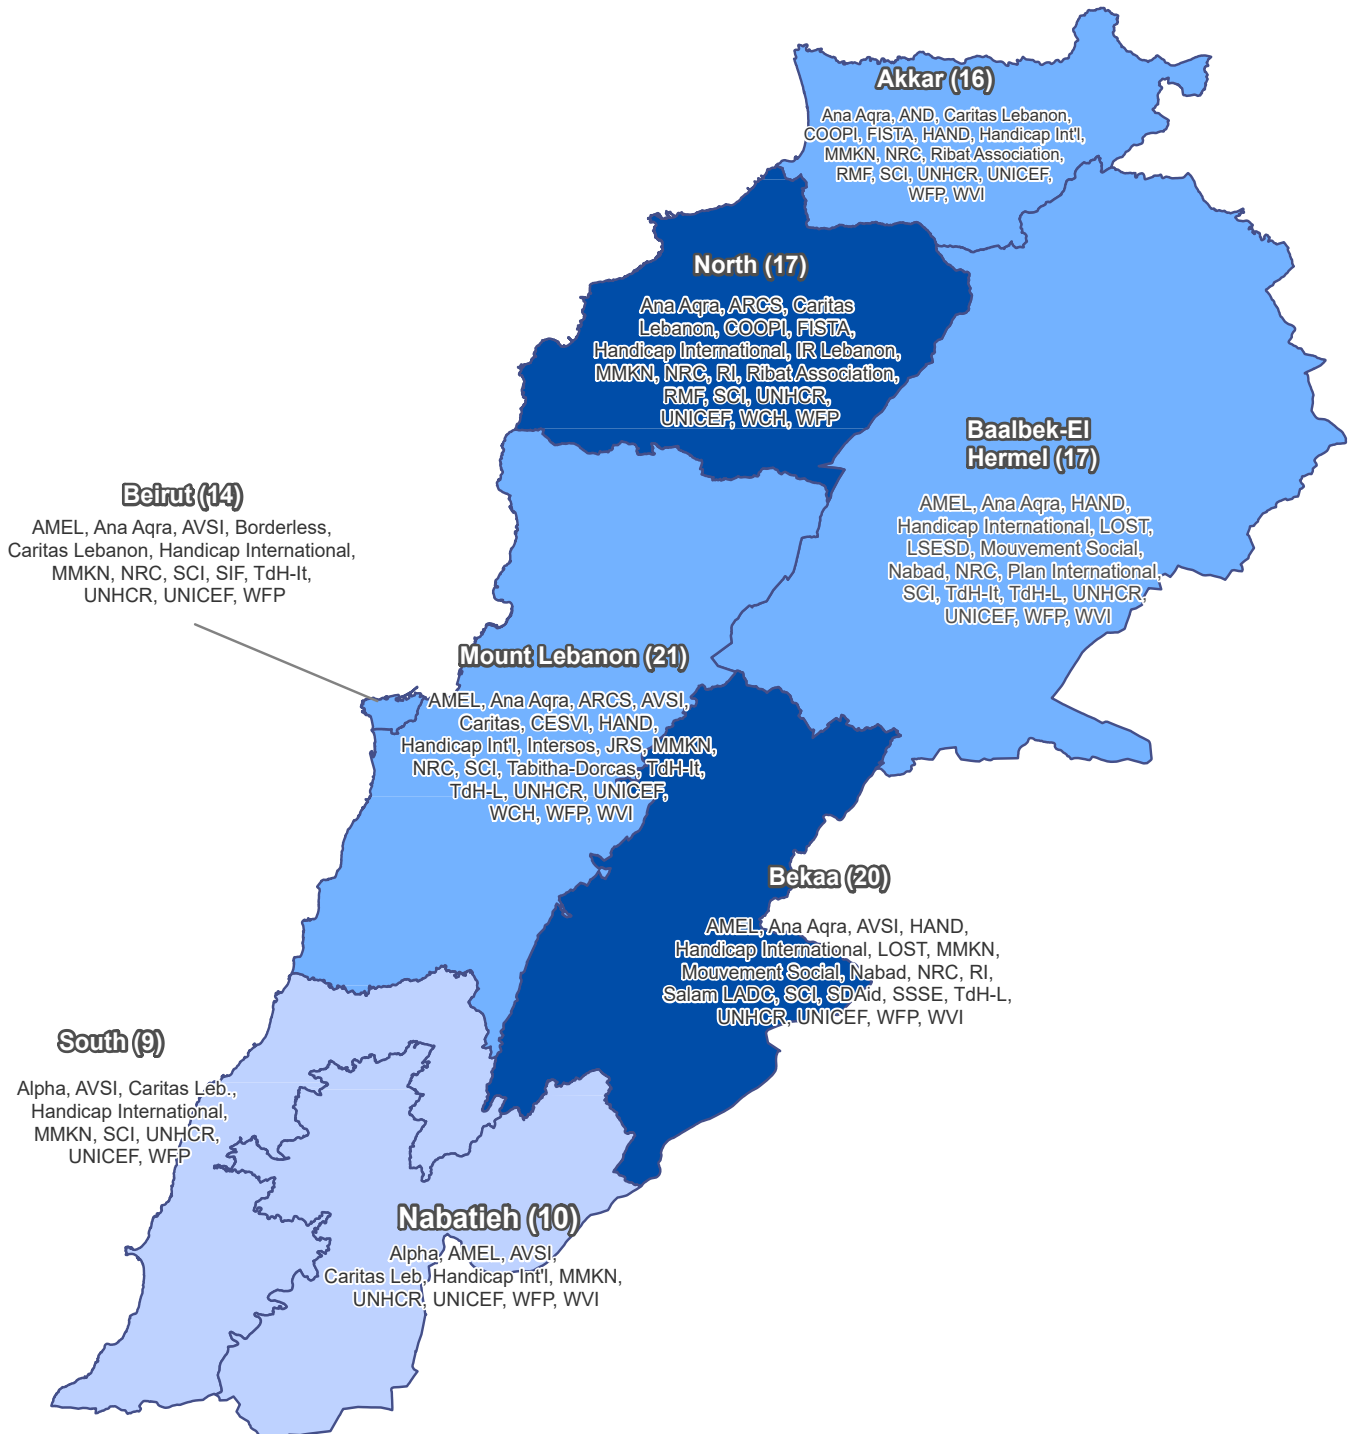 Akkar (16)
Ana Aqra, AND, Caritas Lebanon,
COOPI, FISTA, HAND, Handicap Int'l,
MMKN, NRC, Ribat Association,
RMF, SCI, UNHCR, UNICEF,
WFP, WVI
North (17)
Ana Aqra, ARCS, Caritas
Lebanon, COOPI, FISTA,
Handicap International, IR Lebanon,
MMKN, NRC, RI, Ribat Association,
RMF, SCI, UNHCR,
UNICEF, WCH, WFP
Baalbek-El
Hermel (17)
AMEL, Ana Aqra, HAND,
Handicap International, LOST,
LSESD, Mouvement Social,
Nabad, NRC, Plan International,
SCI, TdH-It, TdH-L, UNHCR,
UNICEF, WFP, WVI
Beirut (14)
AMEL, Ana Aqra, AVSI, Borderless,
Caritas Lebanon, Handicap International,
MMKN, NRC, SCI, SIF, TdH-It,
UNHCR, UNICEF, WFP
Mount Lebanon (21)
AMEL, Ana Aqra, ARCS, AVSI,
Caritas, CESVI, HAND,
Handicap Int'l, Intersos, JRS, MMKN,
NRC, SCI, Tabitha-Dorcas, TdH-It,
TdH-L, UNHCR, UNICEF,
WCH, WFP, WVI
Bekaa (20)
AMEL, Ana Aqra, AVSI, HAND,
Handicap International, LOST, MMKN,
Mouvement Social, Nabad, NRC, RI,
Salam LADC, SCI, SDAid, SSSE, TdH-L,
UNHCR, UNICEF, WFP, WVI
South (9)
Alpha, AVSI, Caritas Leb.,
Handicap International,
MMKN, SCI, UNHCR,
UNICEF, WFP
Nabatieh (10)
Alpha, AMEL, AVSI,
Caritas Leb, Handicap Int'l, MMKN,
UNHCR, UNICEF, WFP, WVI